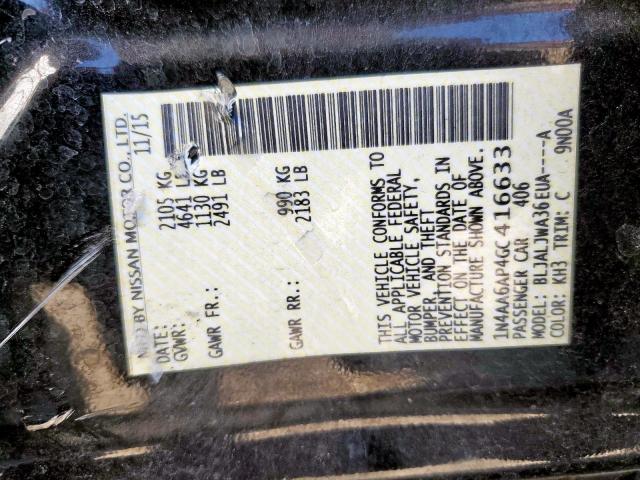 MFD BY NISSAN MOTOR CO., LTD.
DATE: 11/15
GVWR: 2105 KG
4641 LB
GAWR FR.: 1130 KG
2491 LB
GAWR RR.: 990 KG
2183 LB
THIS VEHICLE CONFORMS TO
ALL APPLICABLE FEDERAL
MOTOR VEHICLE SAFETY,
BUMPER, AND THEFT
PREVENTION STANDARDS IN
EFFECT ON THE DATE OF
MANUFACTURE SHOWN ABOVE.
1N4AA6AP4GC416633
PASSENGER CAR 406
MODEL: BLJALJWA36EUA----A
COLOR: KH3 TRIM: C 9N00A